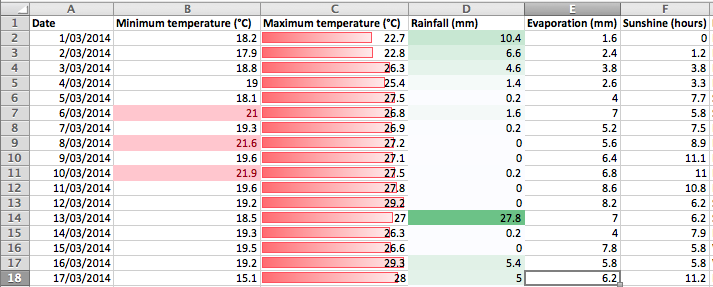 A B C D E F
1 Date Minimum temperature (°C) Maximum temperature (°C) Rainfall (mm) Evaporation (mm) Sunshine (hours)
2 1/03/2014 18.2 22.7 10.4 1.6 0
3 2/03/2014 17.9 22.8 6.6 2.4 1.2
4 3/03/2014 18.8 26.3 4.6 3.8 3.8
5 4/03/2014 19 25.4 1.4 2.6 3.3
6 5/03/2014 18.1 27.5 0.2 4 7.7
7 6/03/2014 21 26.8 1.6 7 5.8
8 7/03/2014 19.3 26.9 0.2 5.2 7.5
9 8/03/2014 21.6 27.2 0 5.6 8.9
10 9/03/2014 19.6 27.1 0 6.4 11.1
11 10/03/2014 21.9 27.5 0.2 6.8 11
12 11/03/2014 19.6 27.8 0 8.6 10.8
13 12/03/2014 19.2 29.2 0 8.2 6.2
14 13/03/2014 18.5 27 27.8 7 6.2
15 14/03/2014 19.3 26.3 0.2 4 7.9
16 15/03/2014 19.5 26.6 0 7.8 5.8
17 16/03/2014 19.2 29.3 5.4 5.8 5.8
18 17/03/2014 15.1 28 5 6.2 11.2